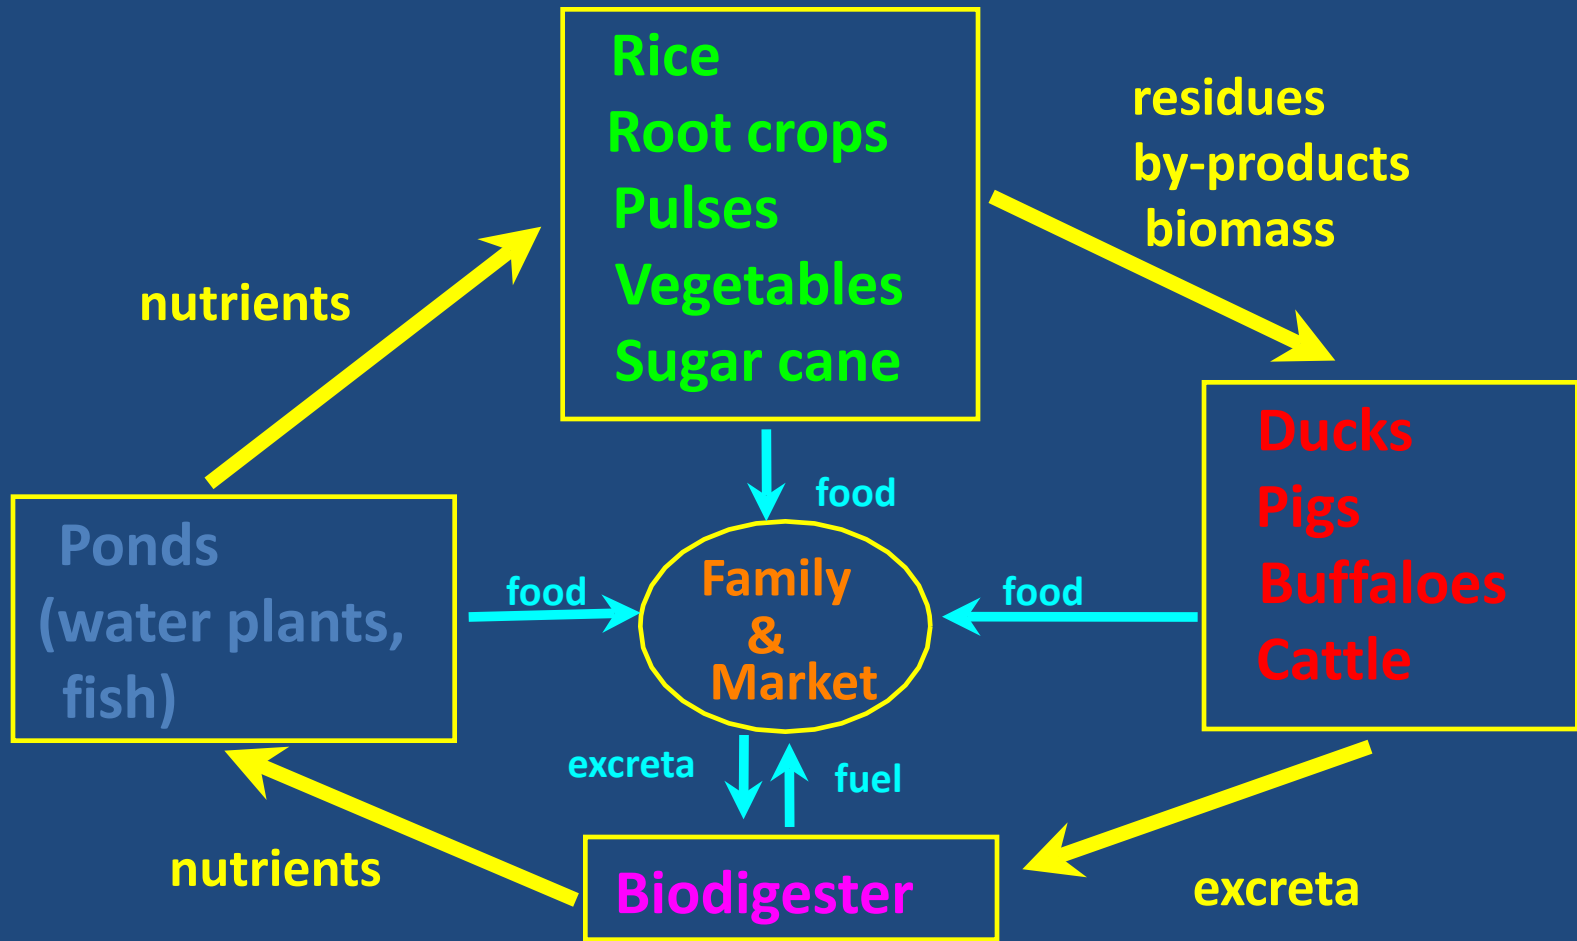 Rice
Root crops
Pulses
Vegetables
Sugar cane
residues
by-products
biomass
nutrients
food
Ducks
Pigs
Buffaloes
Cattle
Ponds
(water plants,
fish)
food
Family
&
Market
food
excreta
fuel
nutrients
Biodigester
excreta